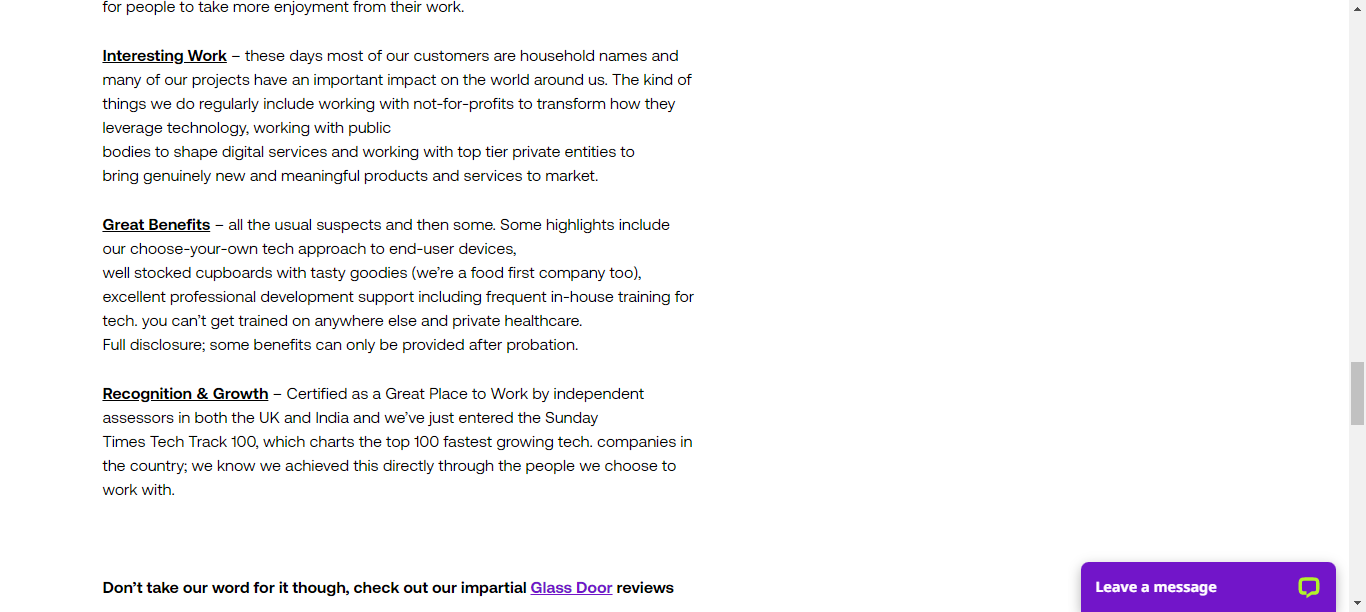 for people to take more enjoyment from their work.
Interesting Work – these days most of our customers are household names and
many of our projects have an important impact on the world around us. The kind of
things we do regularly include working with not-for-profits to transform how they
leverage technology, working with public
bodies to shape digital services and working with top tier private entities to
bring genuinely new and meaningful products and services to market.
Great Benefits – all the usual suspects and then some. Some highlights include
our choose-your-own tech approach to end-user devices,
well stocked cupboards with tasty goodies (we’re a food first company too),
excellent professional development support including frequent in-house training for
tech. you can’t get trained on anywhere else and private healthcare.
Full disclosure; some benefits can only be provided after probation.
Recognition & Growth – Certified as a Great Place to Work by independent
assessors in both the UK and India and we’ve just entered the Sunday
Times Tech Track 100, which charts the top 100 fastest growing tech. companies in
the country; we know we achieved this directly through the people we choose to
work with.
Don’t take our word for it though, check out our impartial Glass Door reviews
Leave a message